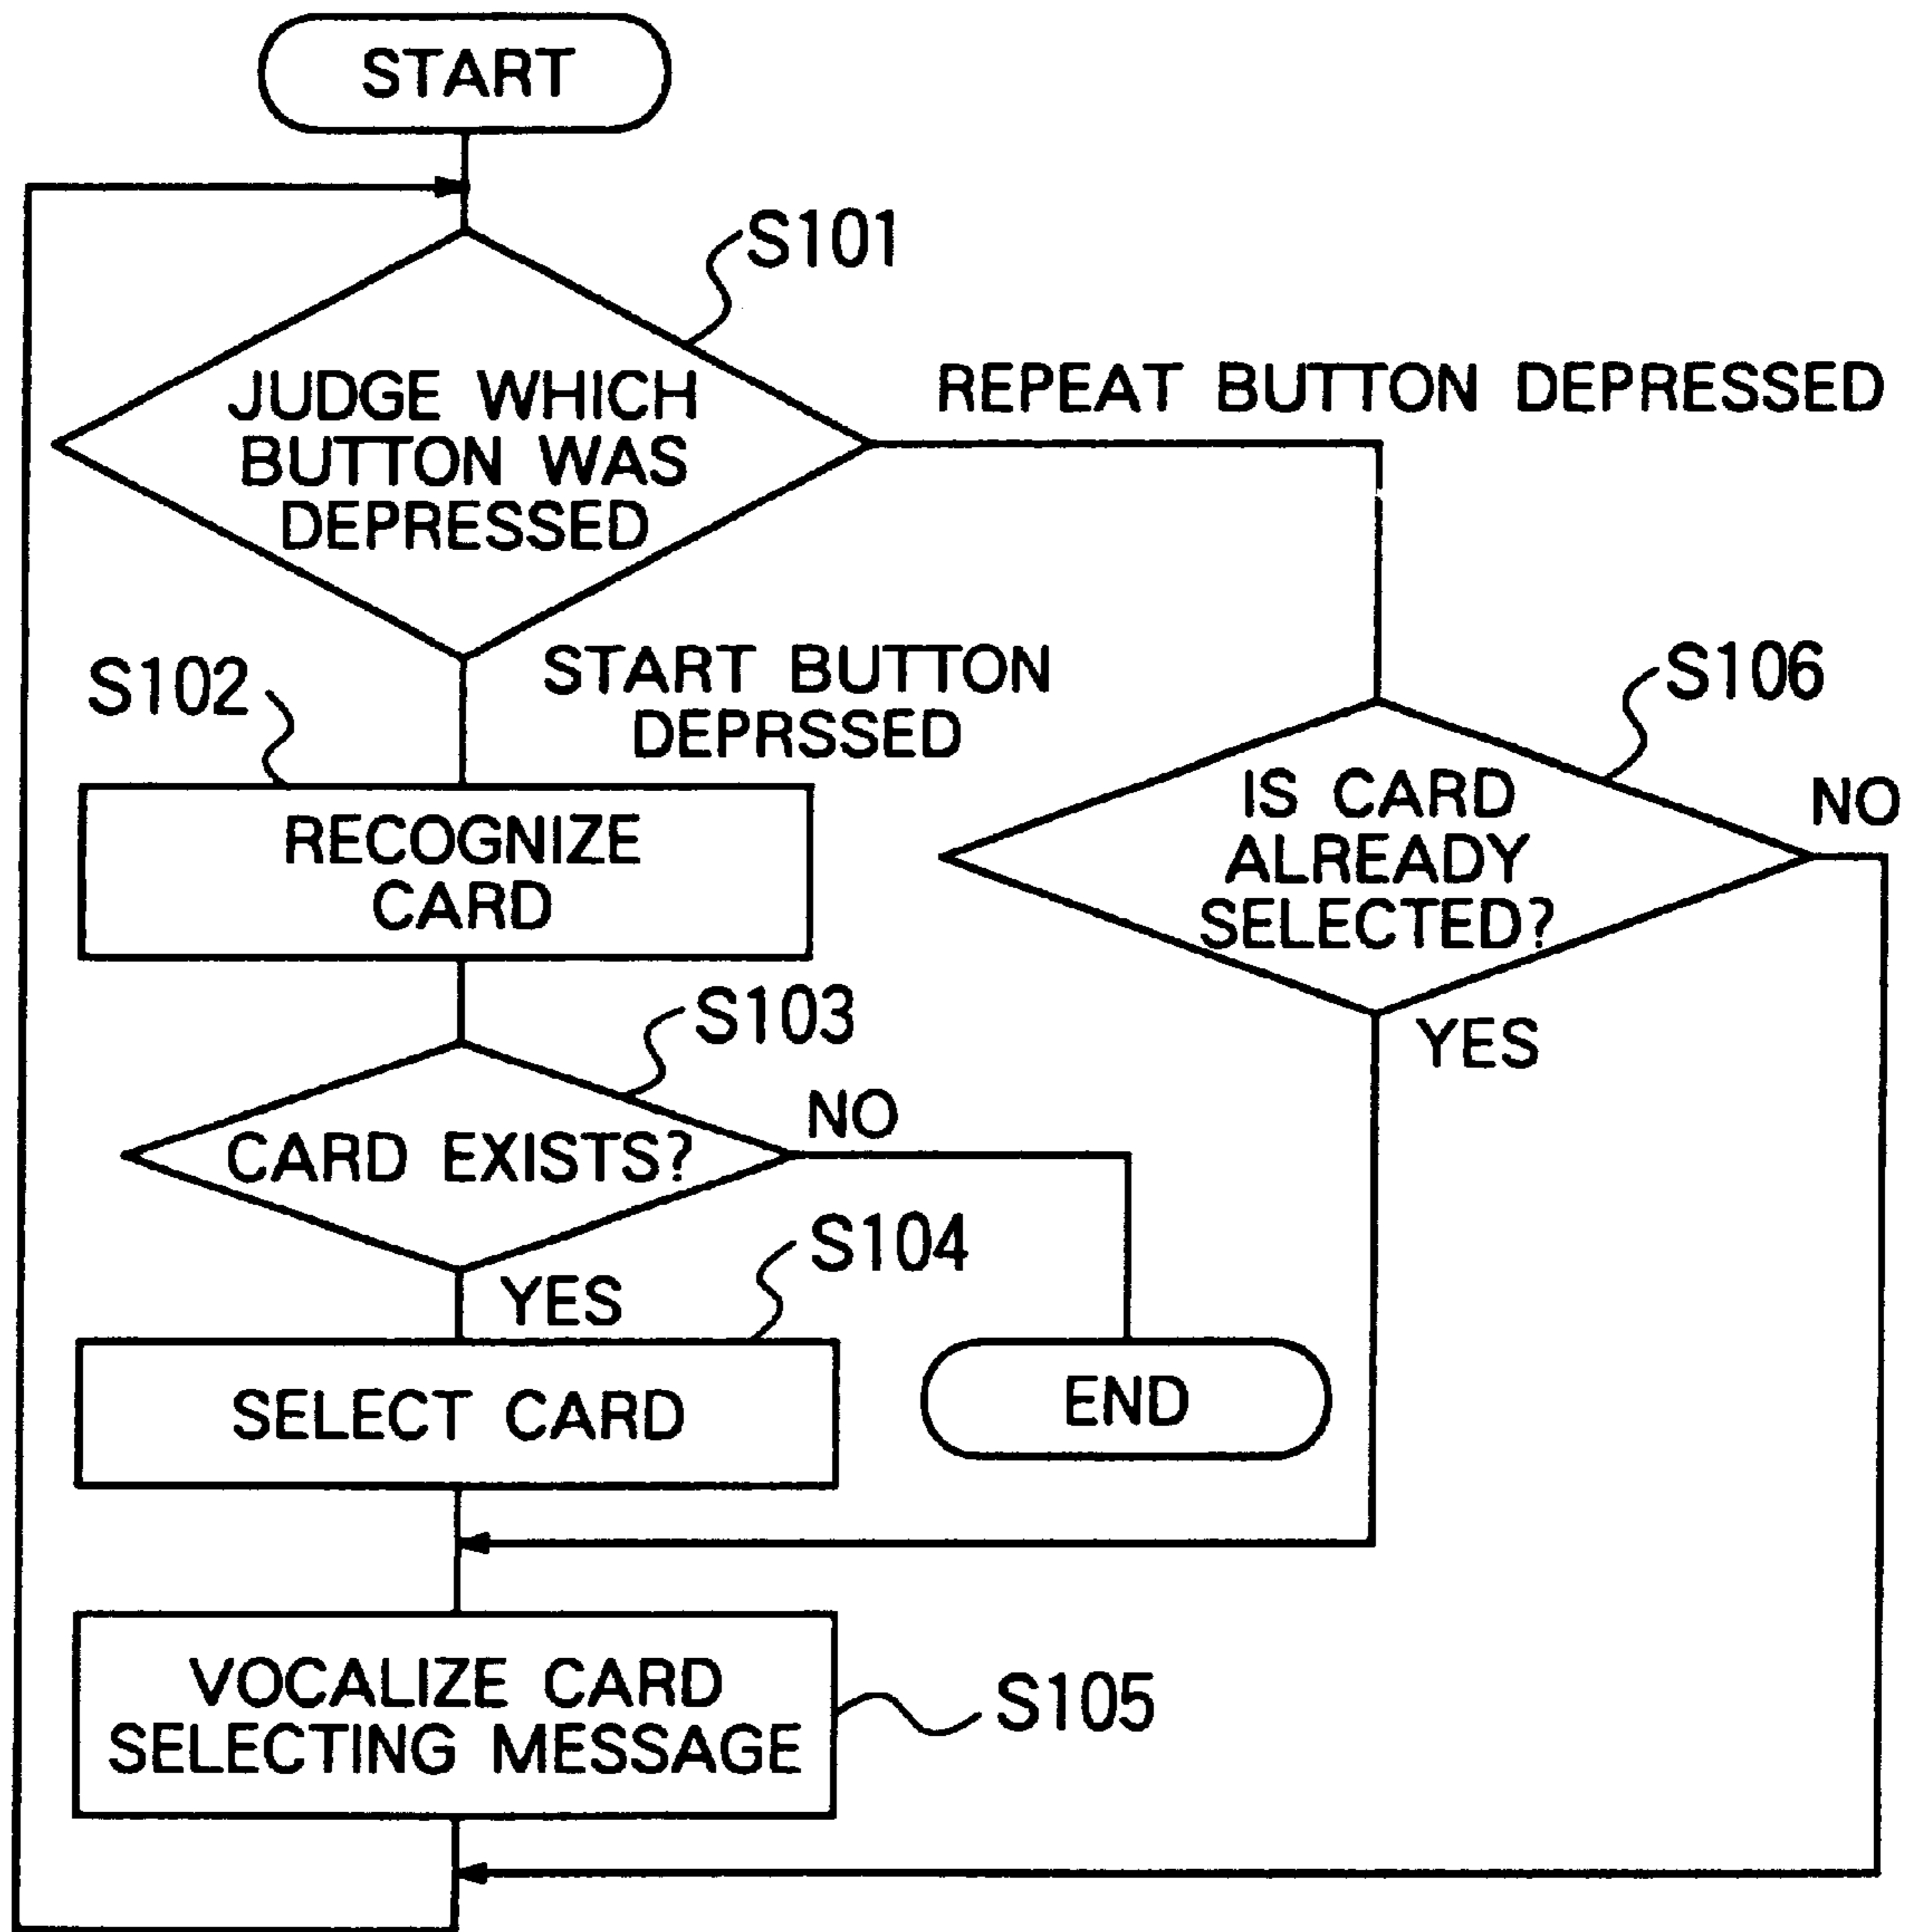 START
S101
JUDGE WHICH
BUTTON WAS
DEPRESSED
REPEAT BUTTON DEPRESSED
START BUTTON
DEPRSSED
S102
RECOGNIZE
CARD
S106
IS CARD
ALREADY
SELECTED?
NO
YES
S103
CARD EXISTS?
NO
YES
S104
SELECT CARD
END
VOCALIZE CARD
SELECTING MESSAGE
S105